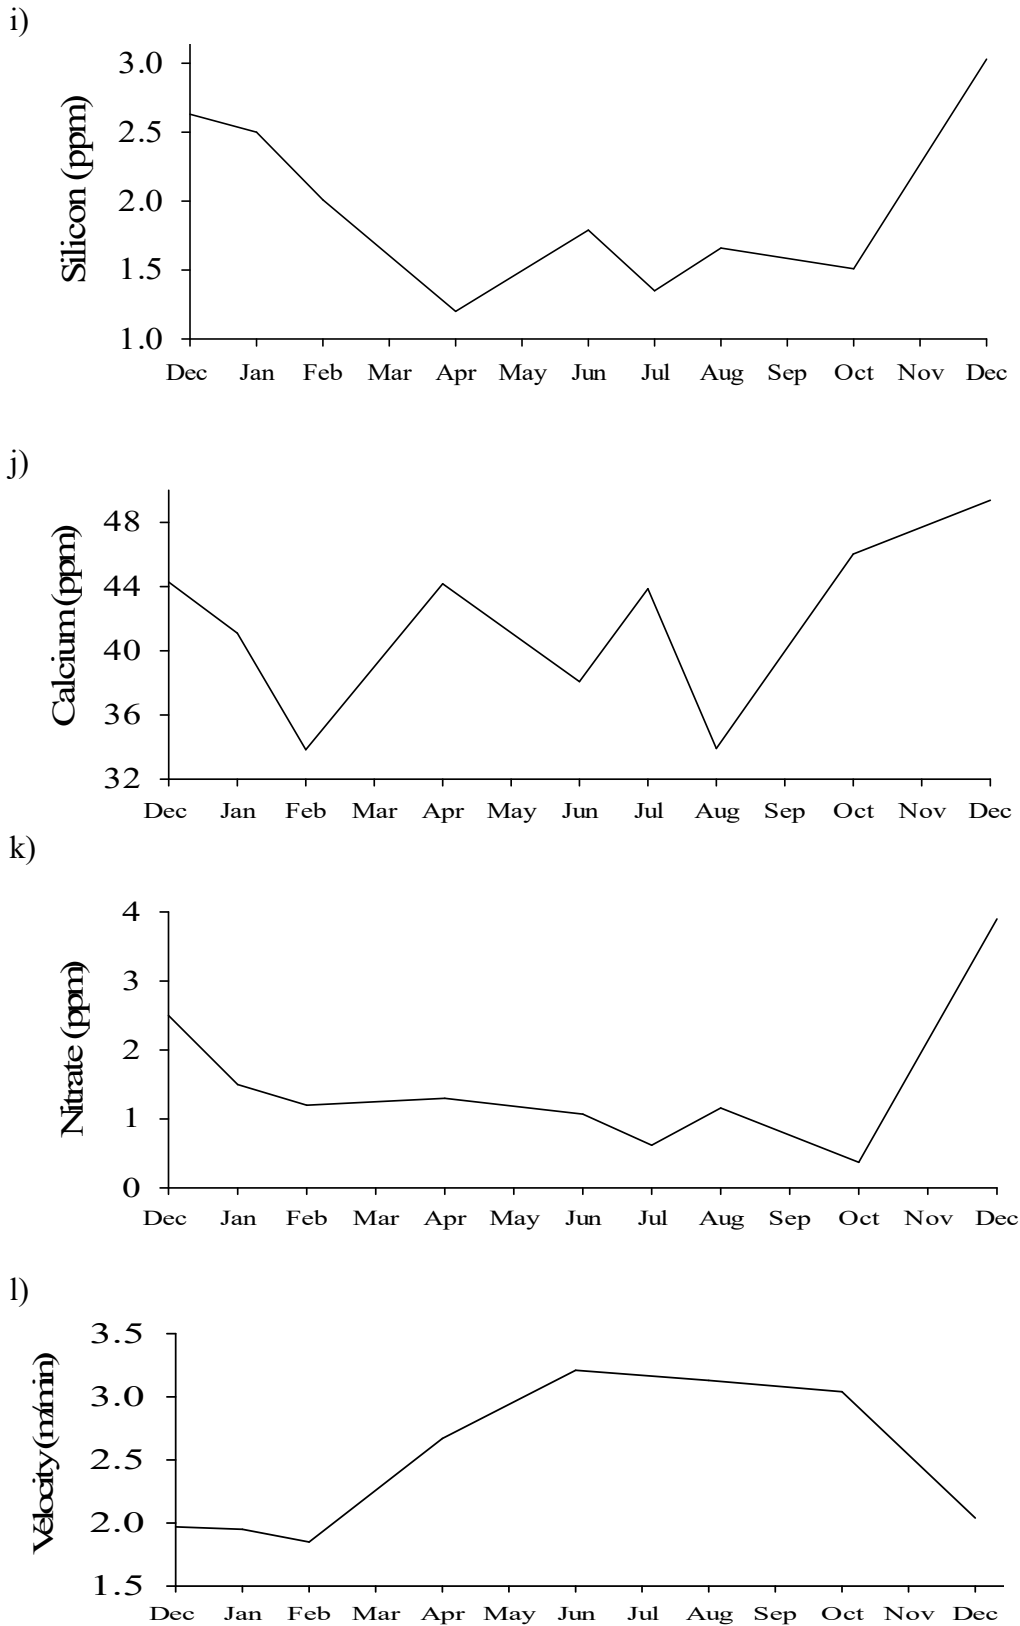 i)
Silicon (ppm)
3.0
2.5
2.0
1.5
1.0
Dec Jan Feb Mar Apr May Jun Jul Aug Sep Oct Nov Dec
j)
Calcium (ppm)
48
44
40
36
32
Dec Jan Feb Mar Apr May Jun Jul Aug Sep Oct Nov Dec
k)
Nitrate (ppm)
4
3
2
1
0
Dec Jan Feb Mar Apr May Jun Jul Aug Sep Oct Nov Dec
l)
Velocity (m/min)
3.5
3.0
2.5
2.0
1.5
Dec Jan Feb Mar Apr May Jun Jul Aug Sep Oct Nov Dec